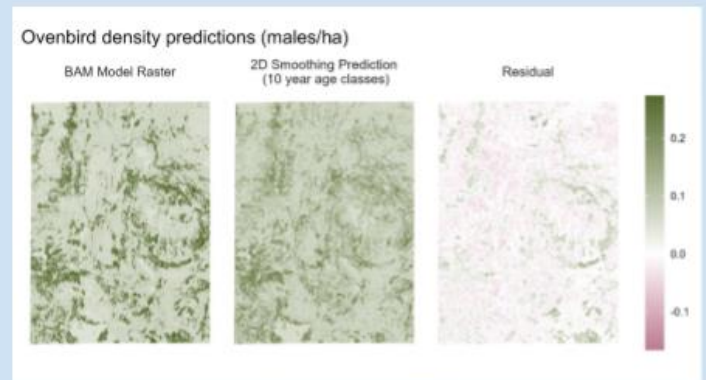 Ovenbird density predictions (males/ha)
BAM Model Raster
2D Smoothing Prediction
(10 year age classes)
Residual
0.2
0.1
0.0
-0.1